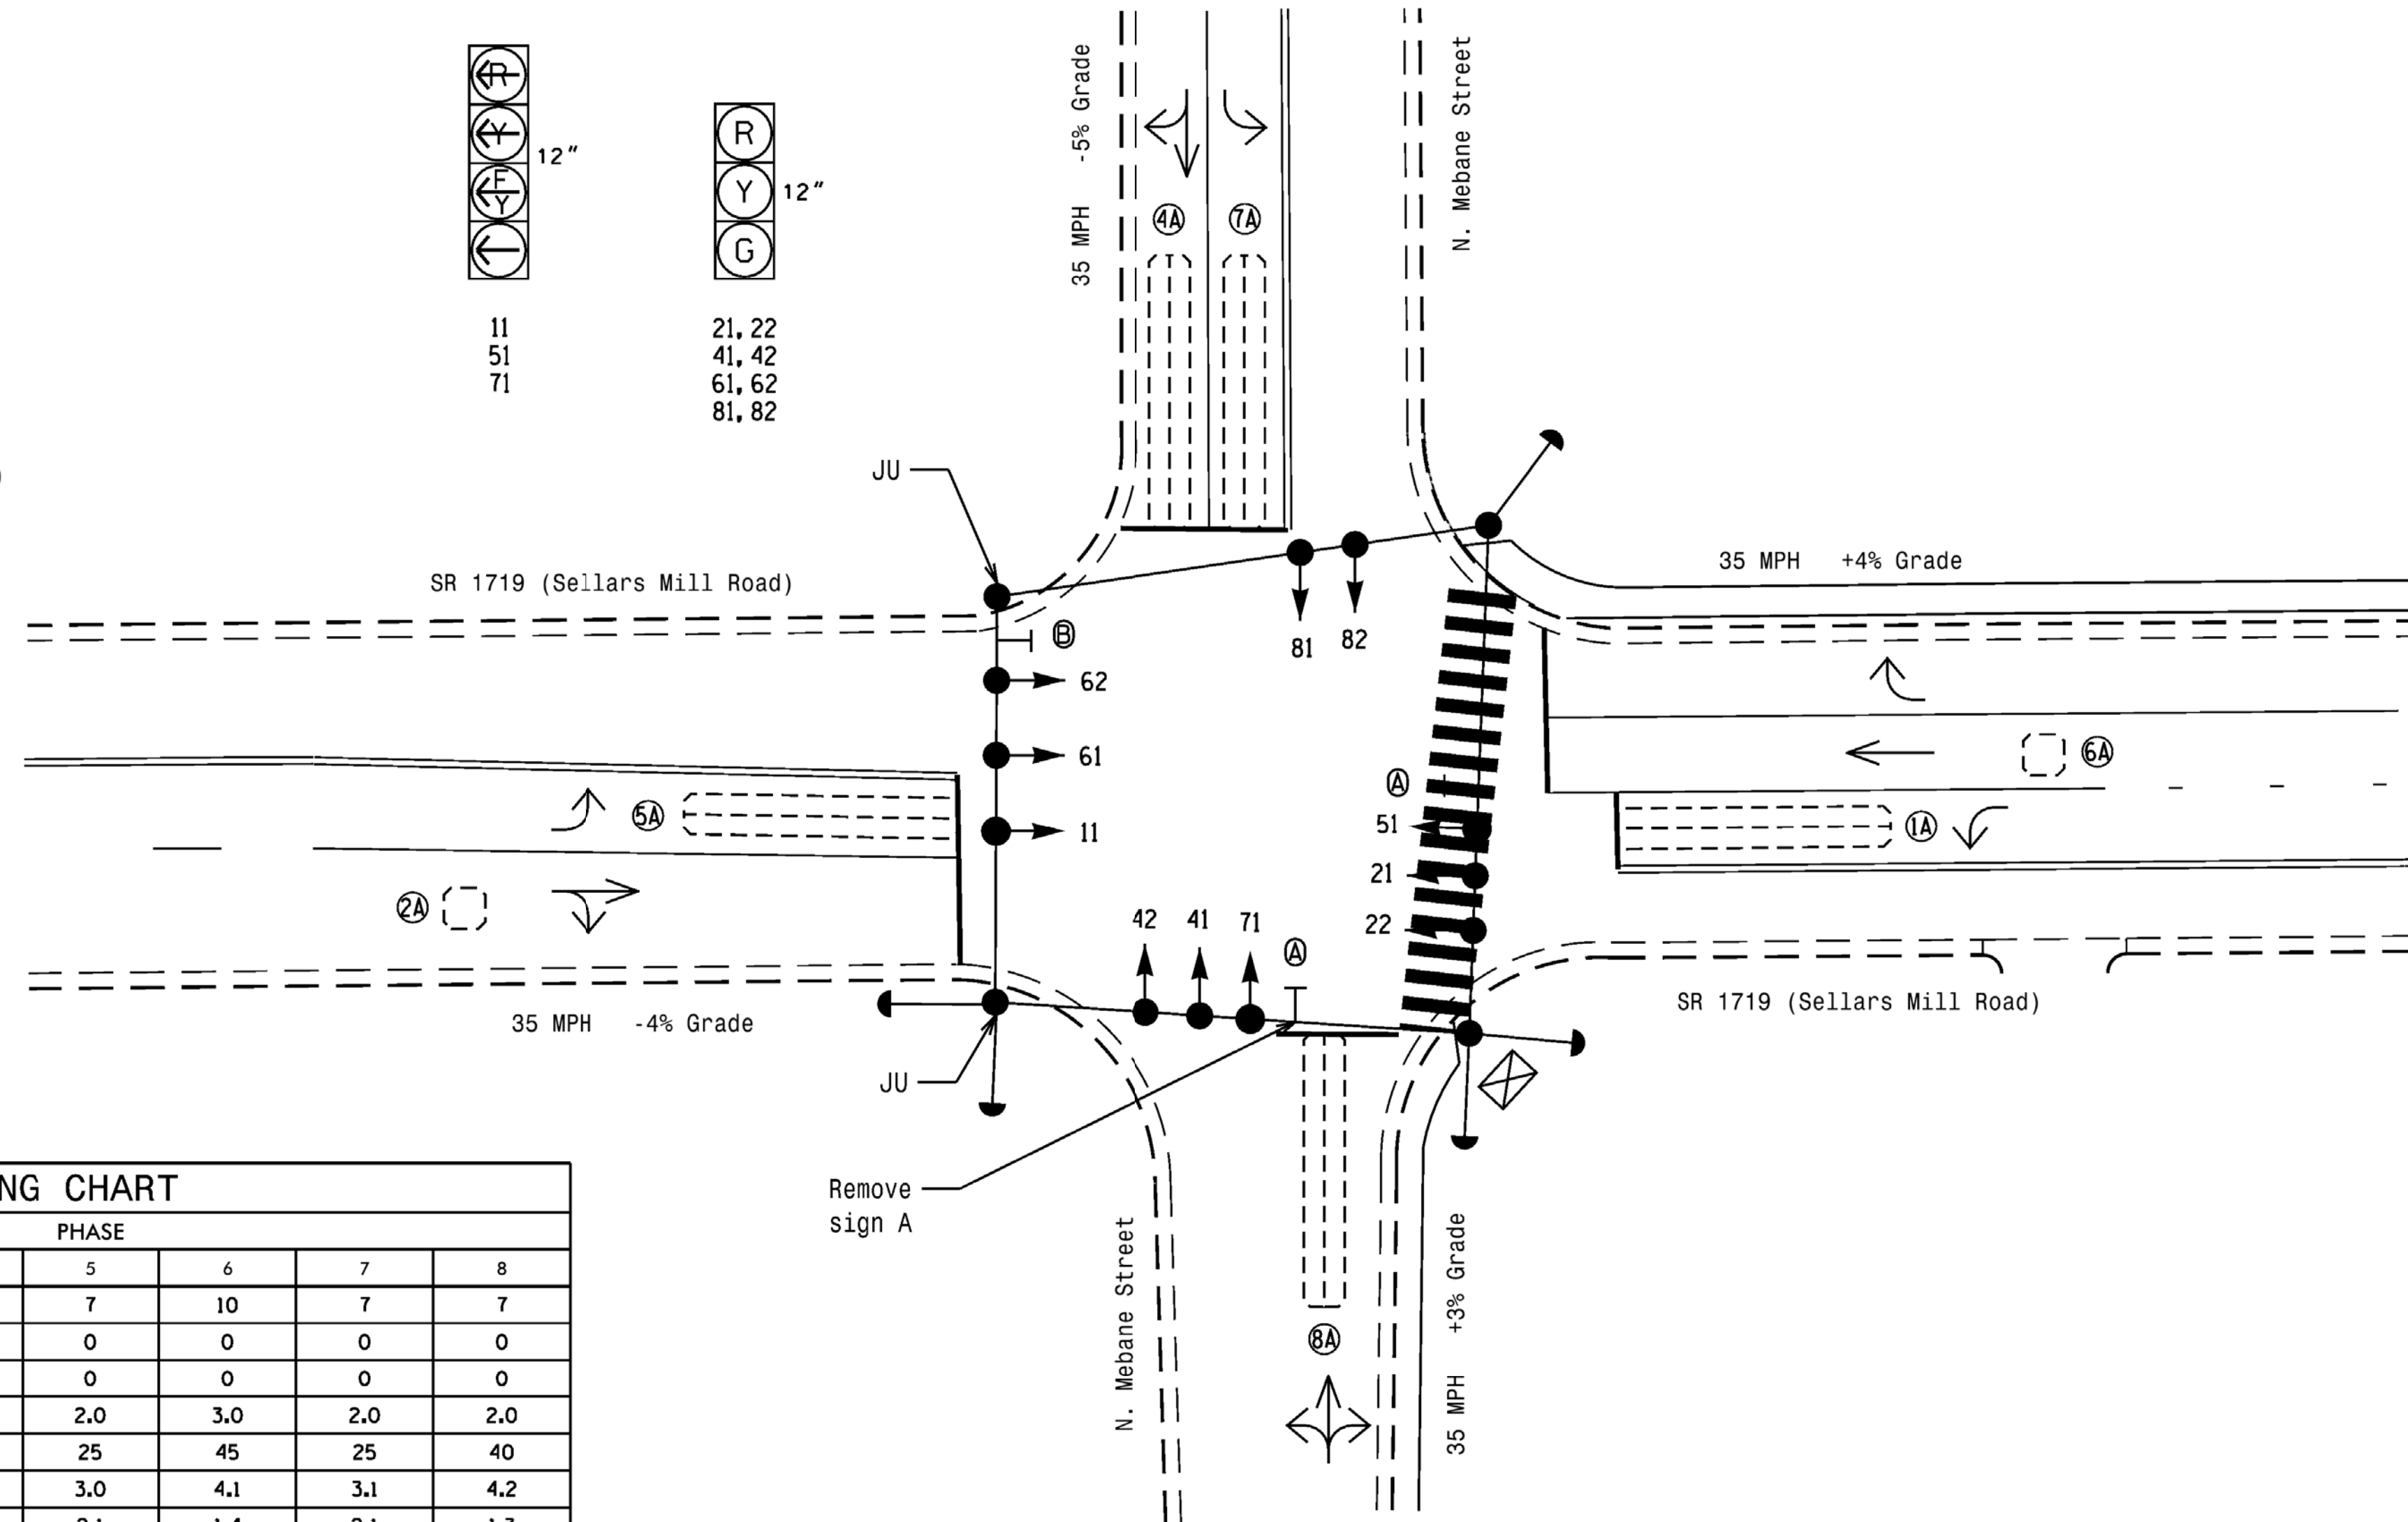 R
Y
F
Y
12"
11
51
71
R
Y
G
12"
21, 22
41, 42
61, 62
81, 82
35 MPH -5% Grade
N. Mebane Street
4A
7A
JU
SR 1719 (Sellars Mill Road)
35 MPH +4% Grade
B
81
82
62
61
11
A
51
21
22
6A
1A
5A
2A
42
41
71
A
35 MPH -4% Grade
SR 1719 (Sellars Mill Road)
JU
Remove
sign A
N. Mebane Street
8A
35 MPH +3% Grade
NG CHART
PHASE
5 6 7 8
7 10 7 7
0 0 0 0
0 0 0 0
2.0 3.0 2.0 2.0
25 45 25 40
3.0 4.1 3.1 4.2